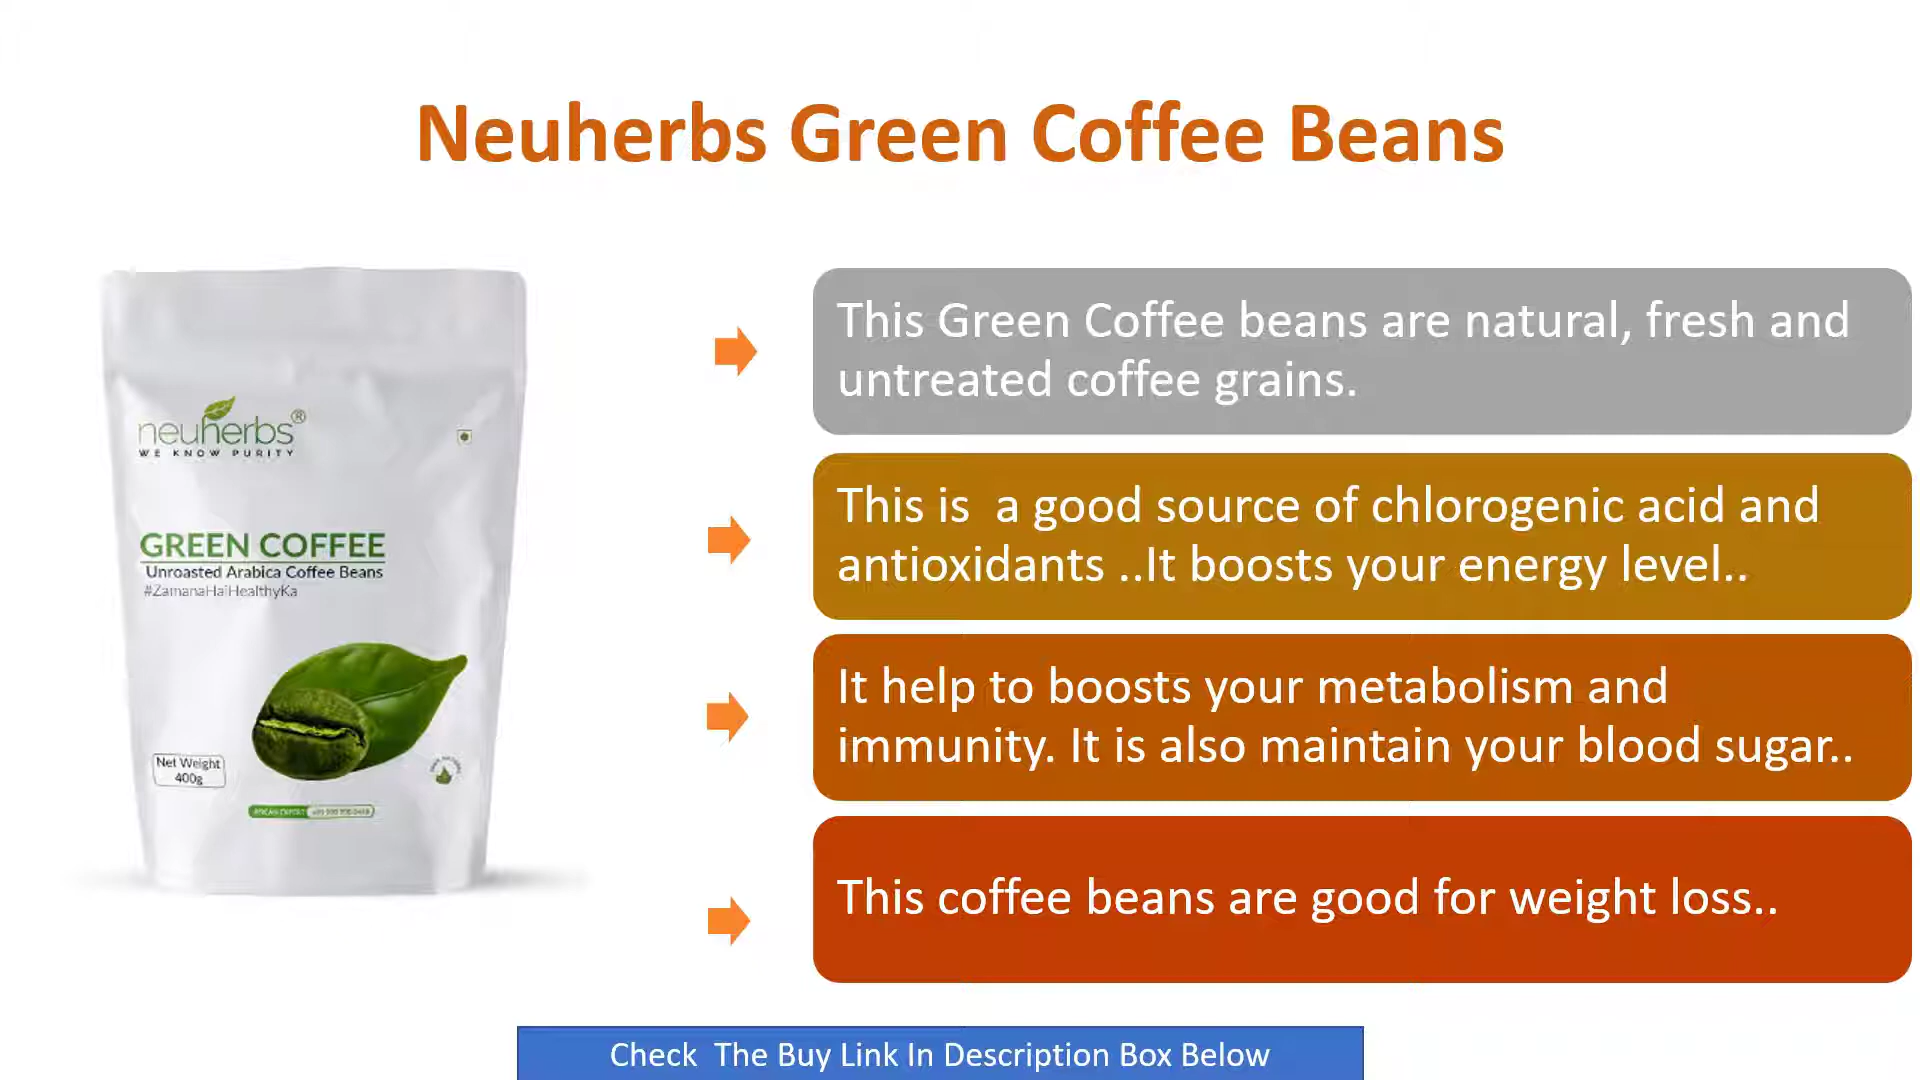 Neuherbs Green Coffee Beans
neuherbs®
WE KNOW PURITY
GREEN COFFEE
Unroasted Arabica Coffee Beans
#ZamanaHaiHealthyKa
Net Weight
400g
This Green Coffee beans are natural, fresh and
untreated coffee grains.
This is  a good source of chlorogenic acid and
antioxidants ..It boosts your energy level..
It help to boosts your metabolism and
immunity. It is also maintain your blood sugar..
This coffee beans are good for weight loss..
Check  The Buy Link In Description Box Below